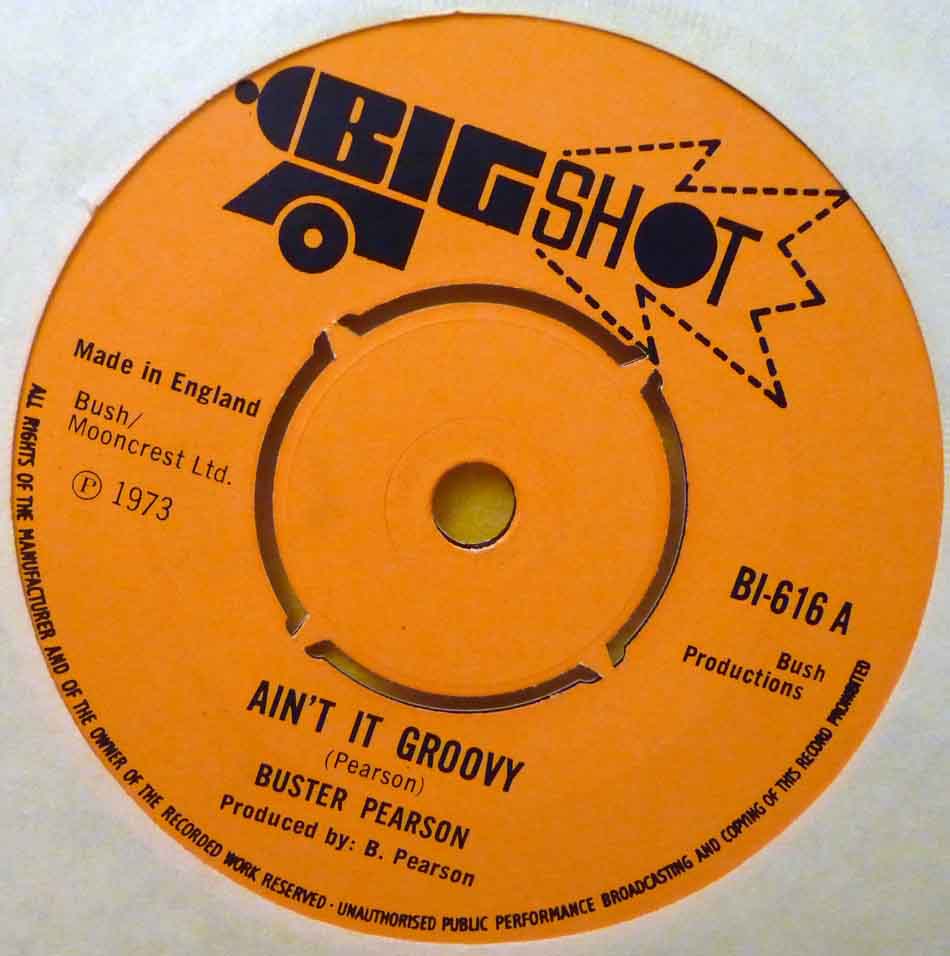 BIG SHOT
Made in England
Bush/
Mooncrest Ltd.
Ⓟ 1973
BI-616 A
Bush
Productions
AIN'T IT GROOVY
(Pearson)
BUSTER PEARSON
Produced by: B. Pearson
ALL RIGHTS OF THE MANUFACTURER AND OF THE OWNER OF THE RECORDED WORK RESERVED · UNAUTHORISED PUBLIC PERFORMANCE BROADCASTING AND COPYING OF THIS RECORD PROHIBITED